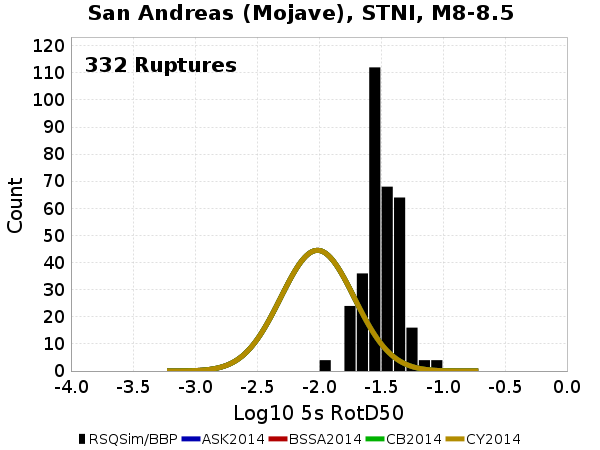 San Andreas (Mojave), STNI, M8-8.5
332 Ruptures
120
110
100
90
80
70
60
50
40
30
20
10
0
Count
-4.0 -3.5 -3.0 -2.5 -2.0 -1.5 -1.0 -0.5 0.0
Log10 5s RotD50
RSQSim/BBP ASK2014 BSSA2014 CB2014 CY2014